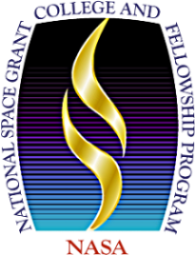 NATIONAL SPACE GRANT COLLEGE AND FELLOWSHIP PROGRAM
NASA